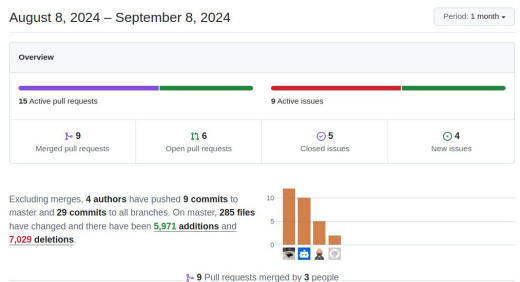 August 8, 2024 – September 8, 2024
Period: 1 month
Overview
15 Active pull requests
9 Active issues
9
Merged pull requests
6
Open pull requests
5
Closed issues
4
New issues
Excluding merges, 4 authors have pushed 9 commits to
master and 29 commits to all branches. On master, 285 files
have changed and there have been 5,971 additions and
7,029 deletions.
10
5
0
9 Pull requests merged by 3 people